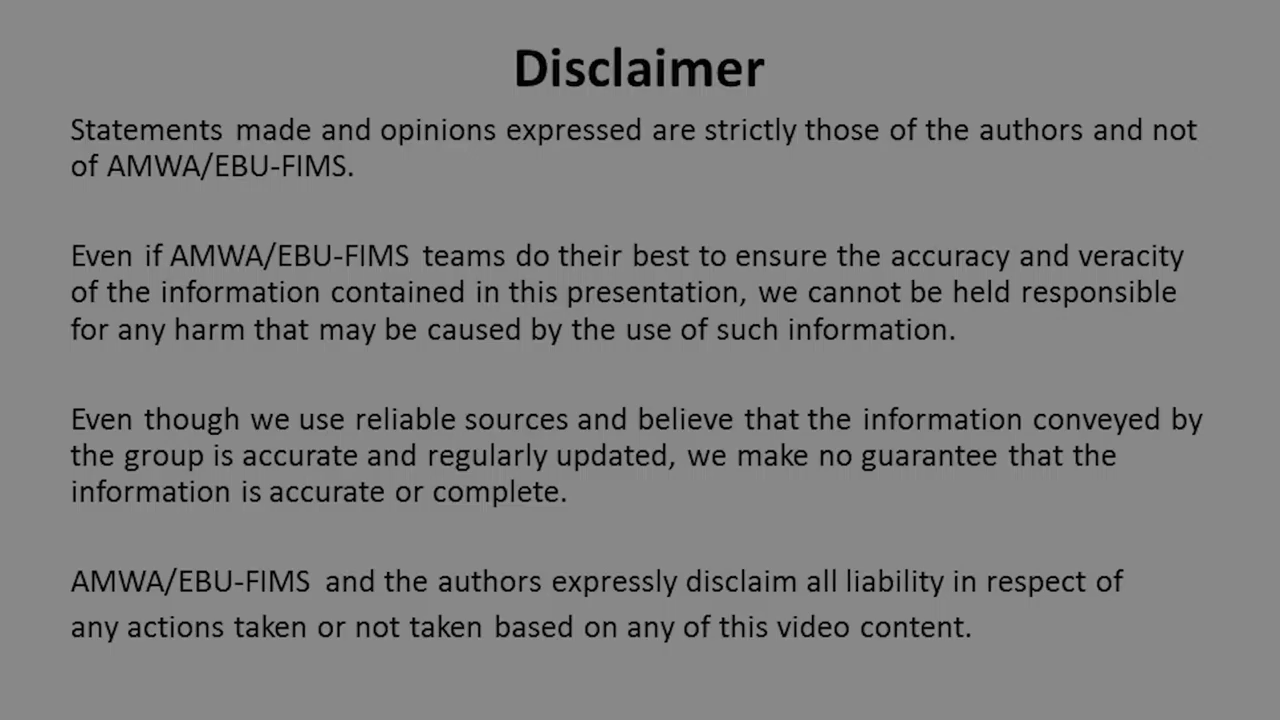 Disclaimer
Statements made and opinions expressed are strictly those of the authors and not
of AMWA/EBU-FIMS.
Even if AMWA/EBU-FIMS teams do their best to ensure the accuracy and veracity
of the information contained in this presentation, we cannot be held responsible
for any harm that may be caused by the use of such information.
Even though we use reliable sources and believe that the information conveyed by
the group is accurate and regularly updated, we make no guarantee that the
information is accurate or complete.
AMWA/EBU-FIMS and the authors expressly disclaim all liability in respect of
any actions taken or not taken based on any of this video content.